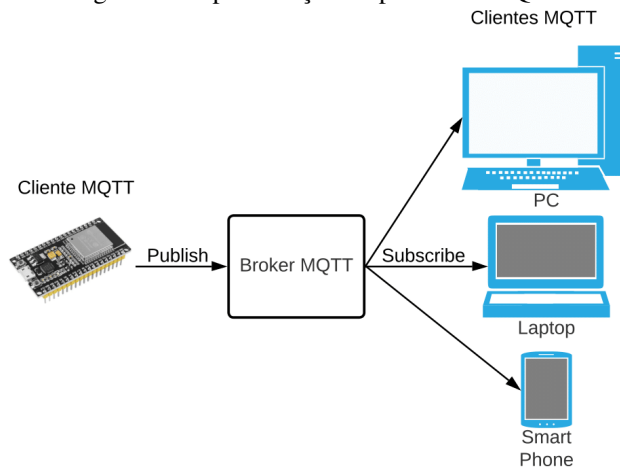 Clientes MQTT
PC
Cliente MQTT
Publish
Broker MQTT
Subscribe
Laptop
Smart
Phone